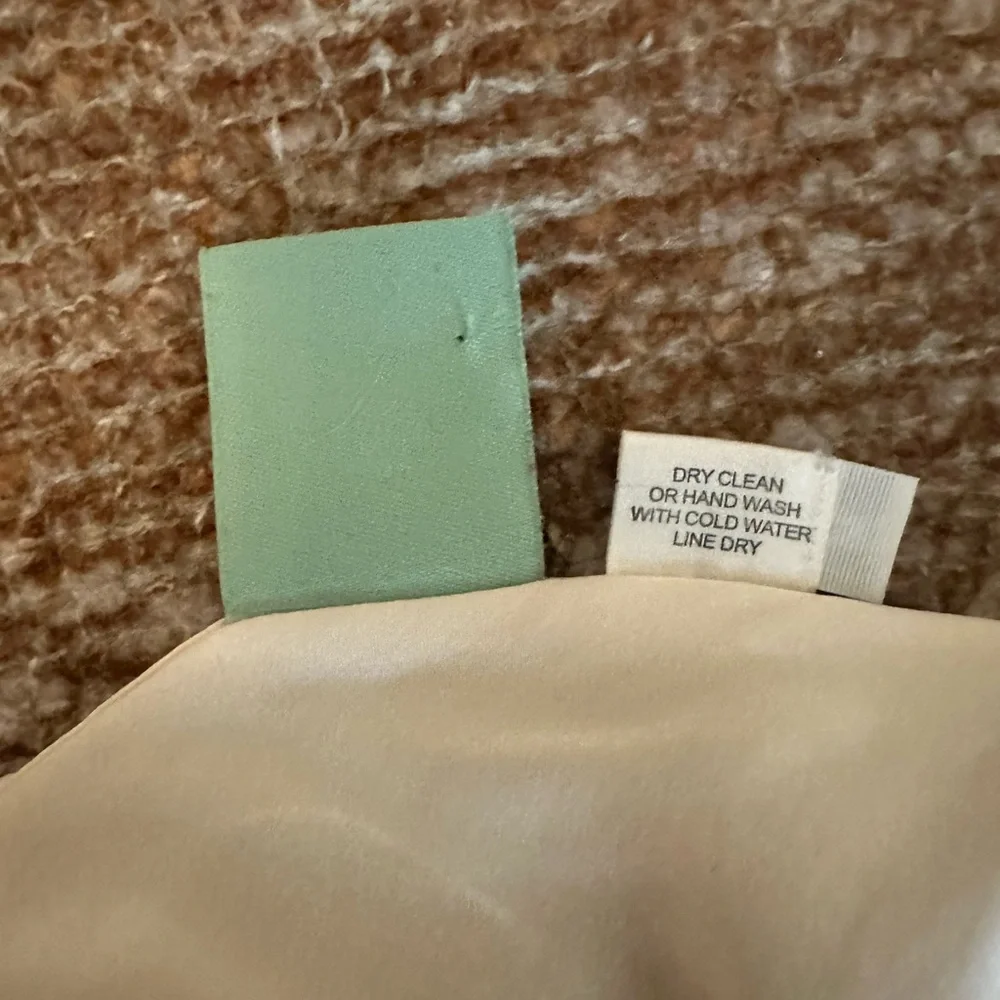 DRY CLEAN
OR HAND WASH
WITH COLD WATER
LINE DRY